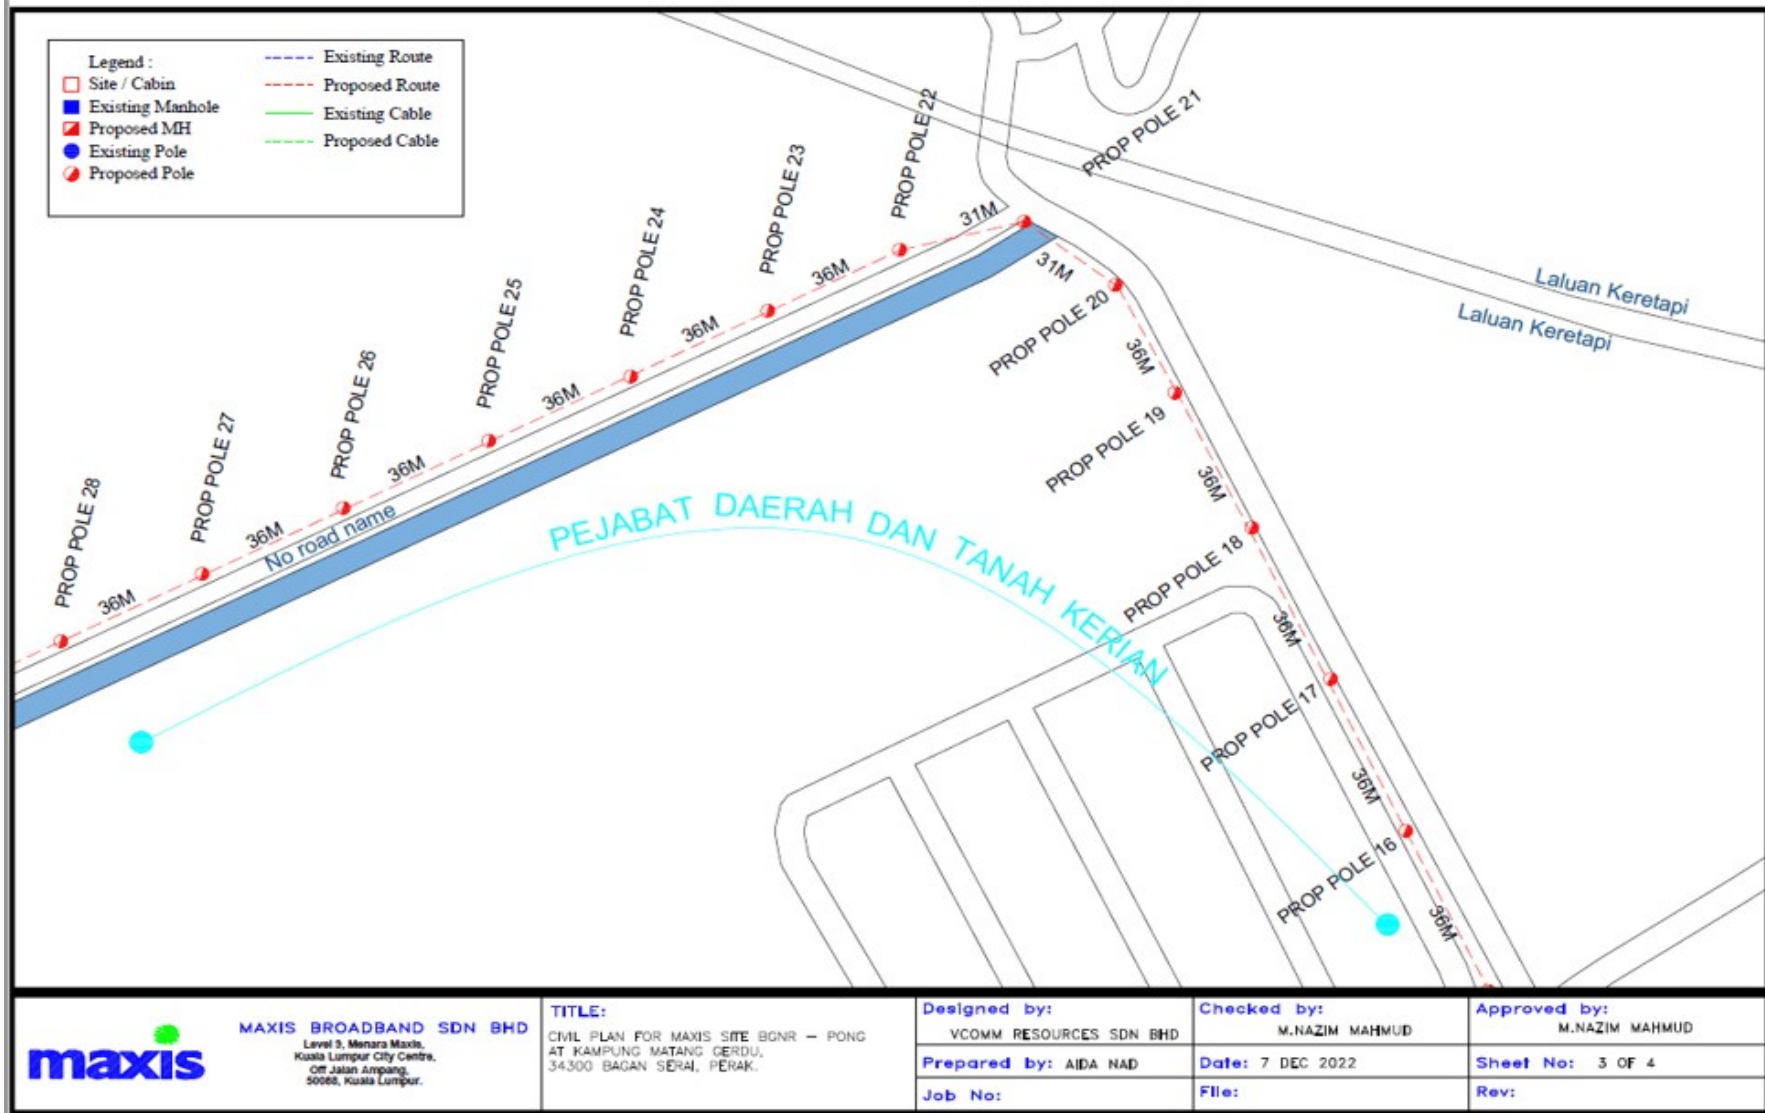 Legend :
Site / Cabin
Existing Manhole
Proposed MH
Existing Pole
Proposed Pole
Existing Route
Proposed Route
Existing Cable
Proposed Cable
PROP POLE 21
PROP POLE 22
PROP POLE 23
PROP POLE 24
PROP POLE 25
PROP POLE 26
PROP POLE 27
PROP POLE 28
31M
36M
36M
36M
36M
36M
36M
No road name
31M
PROP POLE 20
36M
PROP POLE 19
36M
PROP POLE 18
36M
PROP POLE 17
36M
PROP POLE 16
36M
Laluan Keretapi
Laluan Keretapi
PEJABAT DAERAH DAN TANAH KERIAN
maxis
MAXIS BROADBAND SDN BHD
Level 9, Menara Maxis,
Kuala Lumpur City Centre,
Off Jalan Ampang,
50088, Kuala Lumpur.
TITLE:
CIVIL PLAN FOR MAXIS SITE BGNR – PONG
AT KAMPUNG MATANG GERDU,
34300 BAGAN SERAI, PERAK.
Designed by:
VCOMM RESOURCES SDN BHD
Prepared by: AIDA NAD
Job No:
Checked by:
M.NAZIM MAHMUD
Date: 7 DEC 2022
File:
Approved by:
M.NAZIM MAHMUD
Sheet No: 3 OF 4
Rev: